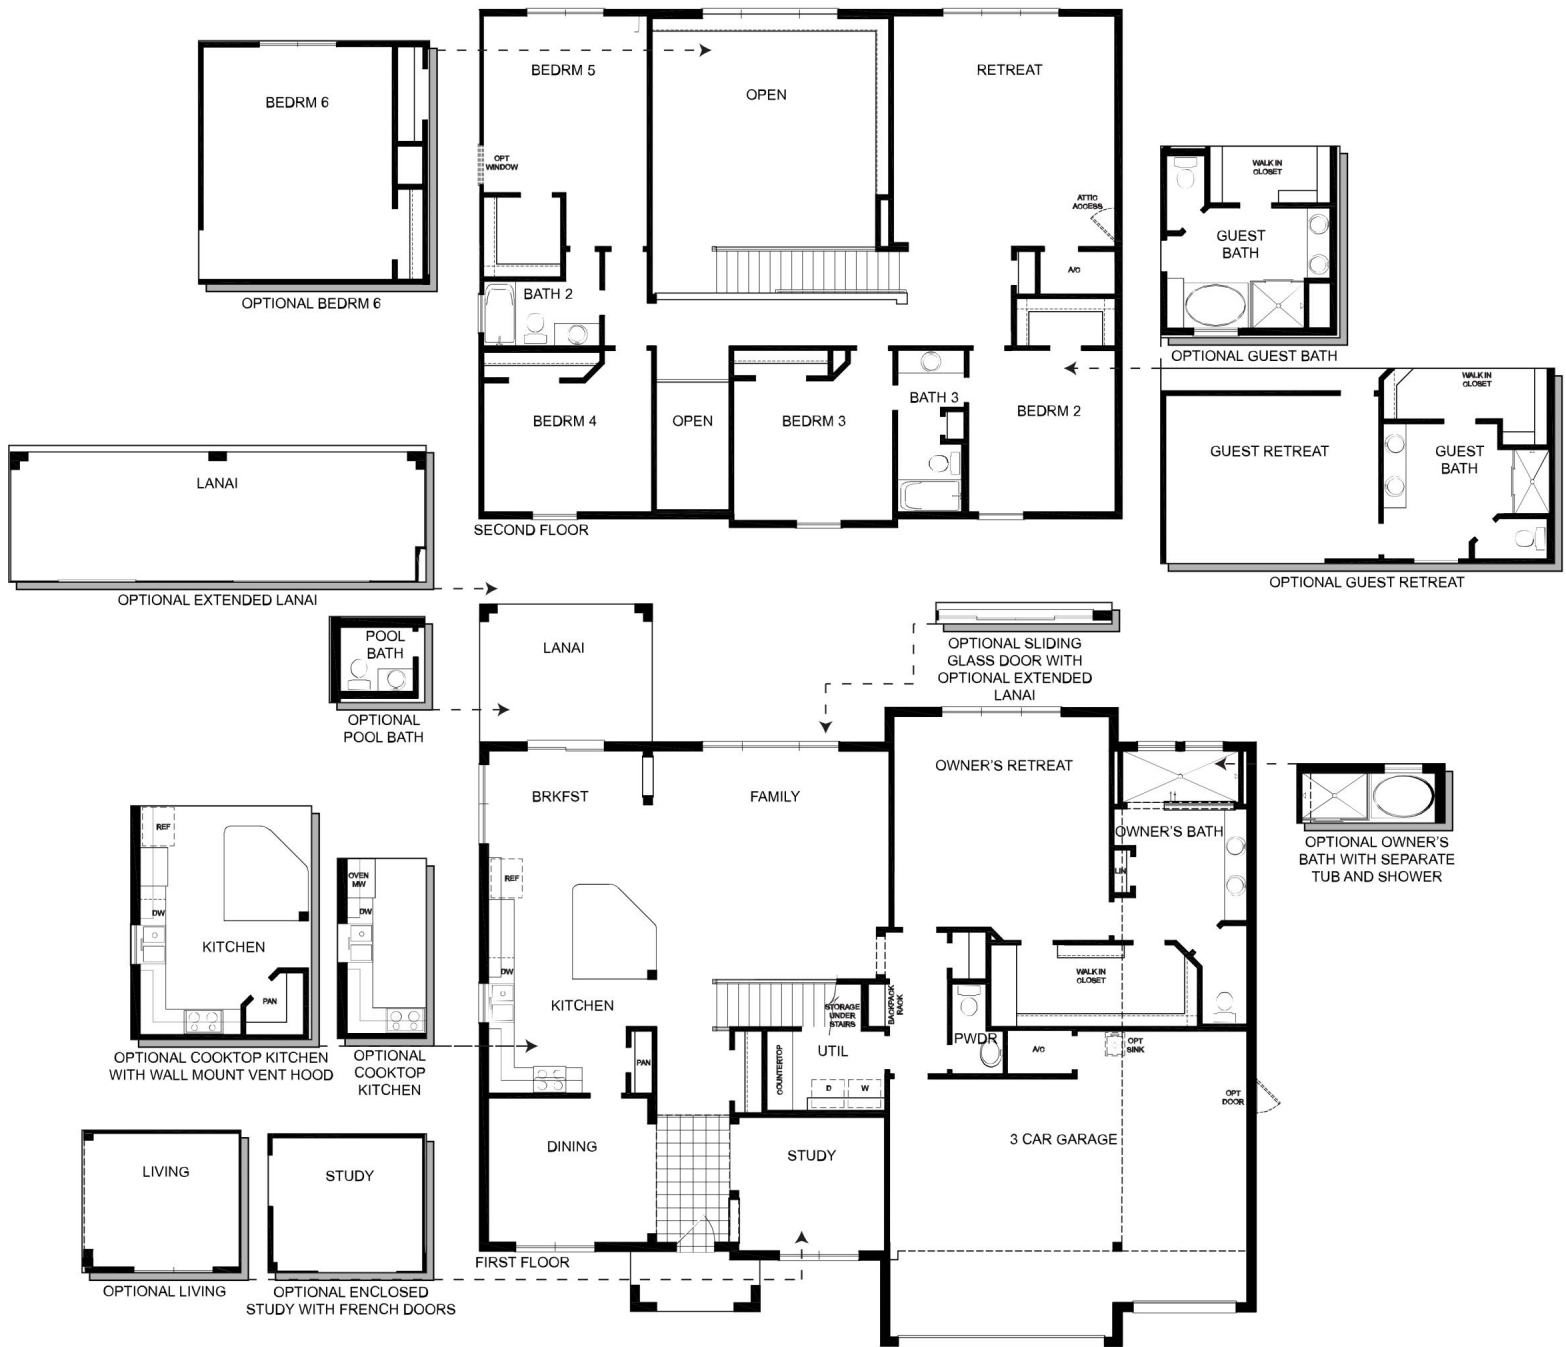 BEDRM 6
OPTIONAL BEDRM 6
BEDRM 5
OPT
WINDOW
OPEN
RETREAT
ATTIC
ACCESS
A/C
BATH 2
BEDRM 4
OPEN
BEDRM 3
BATH 3
BEDRM 2
SECOND FLOOR
WALK IN
CLOSET
GUEST
BATH
OPTIONAL GUEST BATH
WALK IN
CLOSET
GUEST RETREAT
GUEST
BATH
OPTIONAL GUEST RETREAT
LANAI
OPTIONAL EXTENDED LANAI
POOL
BATH
OPTIONAL
POOL BATH
LANAI
OPTIONAL SLIDING
GLASS DOOR WITH
OPTIONAL EXTENDED
LANAI
OWNER'S RETREAT
BRKFST
FAMILY
OWNER'S BATH
LIN
OPTIONAL OWNER'S
BATH WITH SEPARATE
TUB AND SHOWER
REF
DW
KITCHEN
PAN
OPTIONAL COOKTOP KITCHEN
WITH WALL MOUNT VENT HOOD
OVEN
MW
DW
OPTIONAL
COOKTOP
KITCHEN
REF
DW
KITCHEN
PAN
STORAGE
UNDER
STAIRS
BACKPACK
RACK
WALK IN
CLOSET
UTIL
COUNTERTOP
D
W
PWDR
A/C
OPT
SINK
OPT
DOOR
3 CAR GARAGE
DINING
STUDY
FIRST FLOOR
LIVING
OPTIONAL LIVING
STUDY
OPTIONAL ENCLOSED
STUDY WITH FRENCH DOORS